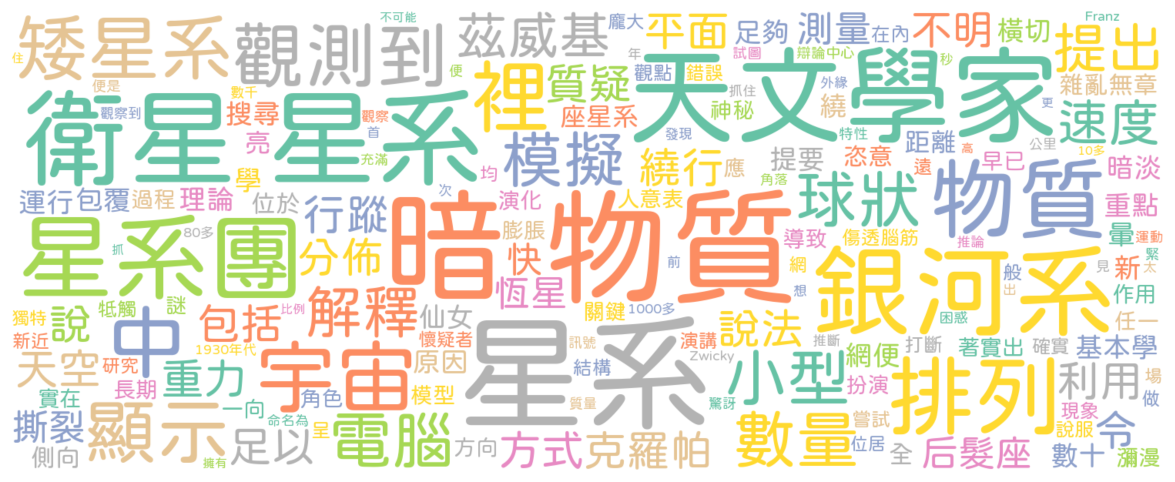 不可能 Franz
矮星系 觀測到 茲威基 龐大 平面 足夠 測量 在內 不明 橫切 提出
住 便是 年 試圖 辯論中心
數千 便 裡 質疑 觀點 錯誤 抓住 外緣 秒 繞 雜亂無章
衛星 星系 觀察到 搜尋 觀察 座星系 神秘 天文學家 速度
亮 首 模擬 發現 特性 距離 更 公里
充滿 均 繞行 應 提要 恣意 遠 高 早已 10多 暗淡
運行 包覆 過程 理論 學 位於 行蹤 次 演化 人意表 角落 球狀 物質 重點
星系團 80多 分佈 暗物質 膨脹 快 導致 傷透腦筋 推論 暈 運動
抓 前 網 銀河系 般 見 新 太 緊
牴觸 謎 恆星 關鍵 1000多 想 出 作用
獨特 說 中 包括 比例 解釋 仙女 星系 說法 困惑 任一
新近 1930年代 懷疑者 訊號 演講 推斷 打斷 著實出 確實 基本學
天空 研究 宇宙 原因 結構 Zwicky 小型 網便
實在 長期 重力 角色 模型 質量 驚訝 扮演 排列 利用 場 做
撕裂 顯示 一向 命名為 呈 電腦 數量 嘗試 現象 令
側向 足以 方向 方式 克羅帕 位居 全 后髮座 說服 數十 瀰漫
擁有